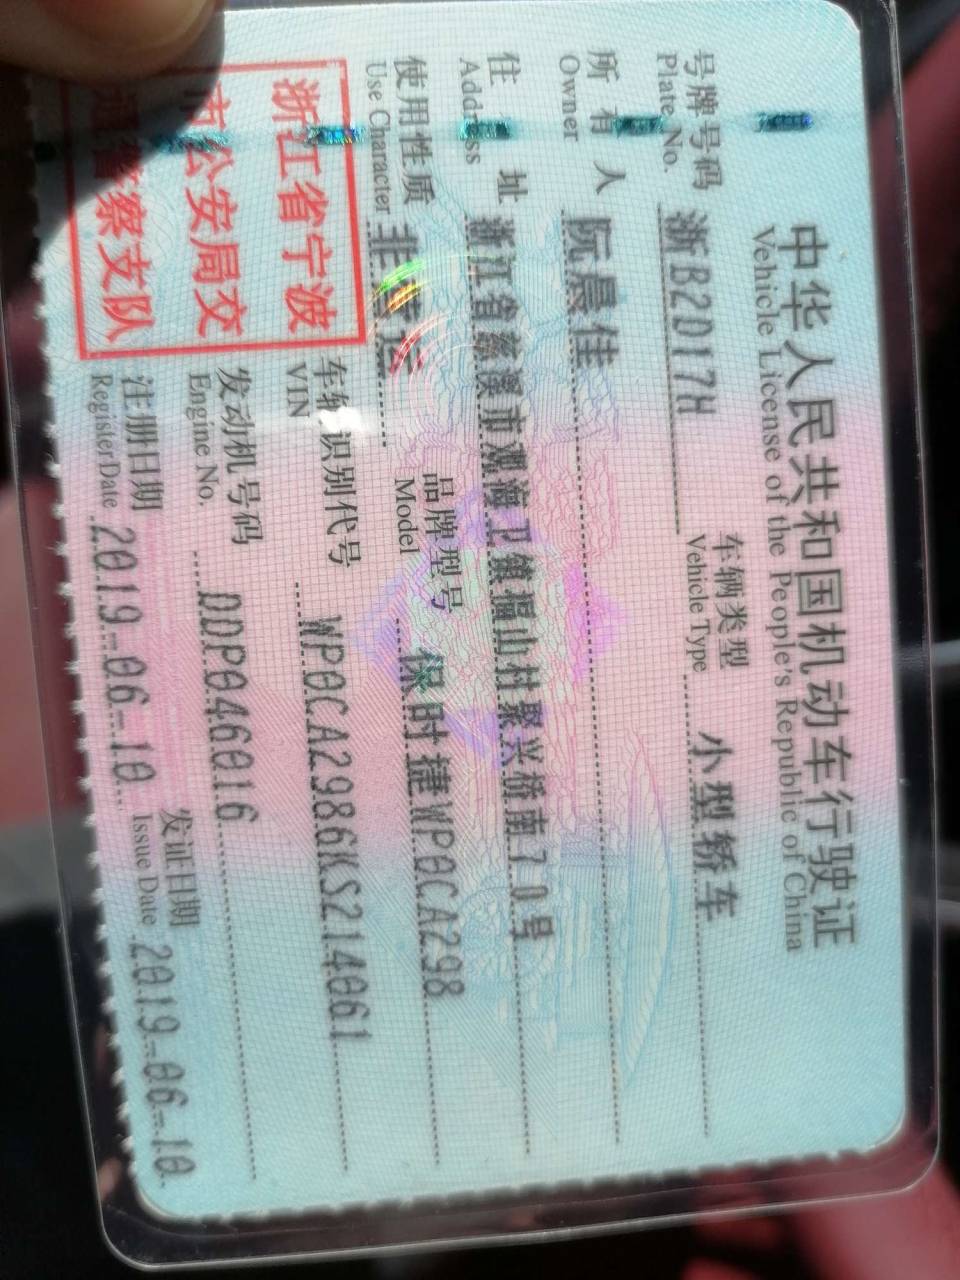 中华人民共和国机动车行驶证
Vehicle License of the People's Republic of China
号牌号码 浙B2D17H 车辆类型 小型轿车
Plate No. Vehicle Type
所有人 阮晨佳
Owner
住址 浙江省慈溪市观海卫镇福山村聚兴桥南70号
Address
使用性质 非营运 品牌型号 保时捷WP0CA298
Use Character Model
浙江省宁波
市公安局交
通警察支队
车辆识别代号 WP0CA2986KS214061
VIN
发动机号码 DDP046016
Engine No.
注册日期 2019-06-10 发证日期 2019-06-10
Register Date Issue Date